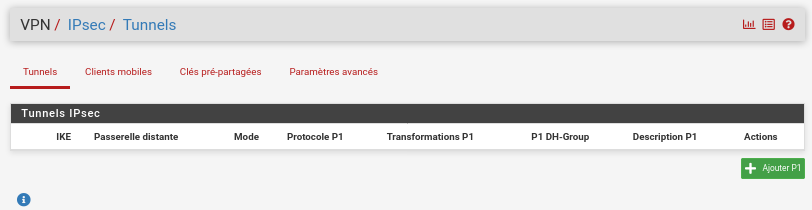 VPN / IPsec / Tunnels
Tunnels Clients mobiles Clés pré-partagées Paramètres avancés
Tunnels IPsec
IKE Passerelle distante Mode Protocole P1 Transformations P1 P1 DH-Group Description P1 Actions
Ajouter P1